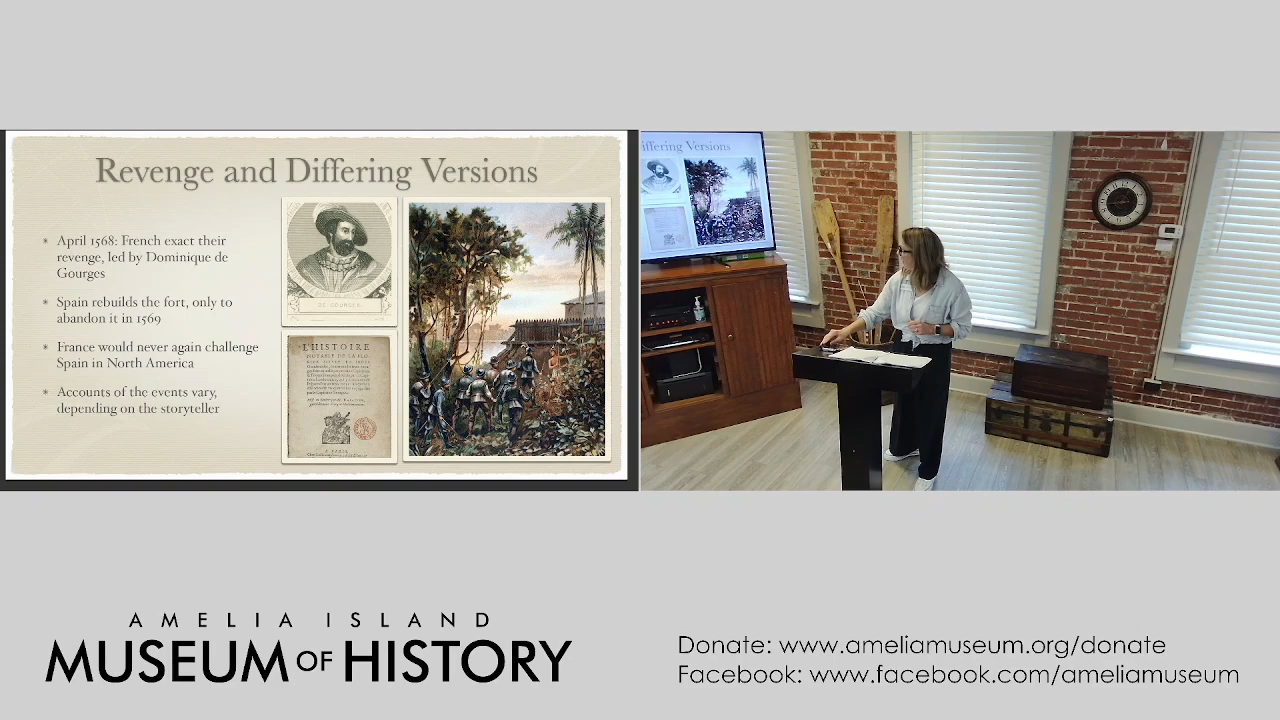 Revenge and Differing Versions
* April 1568: French exact their
revenge, led by Dominique de
Gourges
* Spain rebuilds the fort, only to
abandon it in 1569
* France would never again challenge
Spain in North America
* Accounts of the events vary,
depending on the storyteller
DE GOURGES
L'HISTOIRE
iffering Versions
AMELIA ISLAND
MUSEUM OF HISTORY
Donate: www.ameliamuseum.org/donate
Facebook: www.facebook.com/ameliamuseum